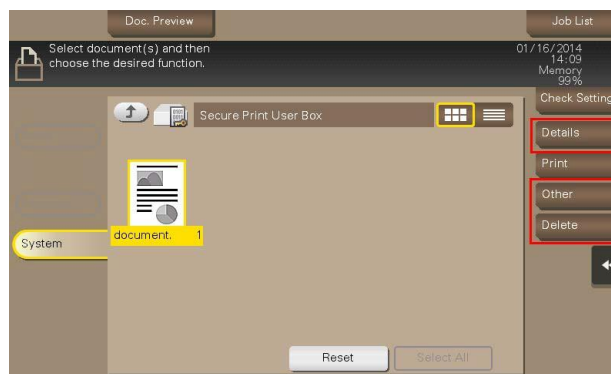 Doc. Preview
Job List
Select document(s) and then
choose the desired function.
01/16/2014
14:09
Memory
99%
Check Setting
Secure Print User Box
Details
Print
Other
Delete
System
document. 1
Reset
Select All